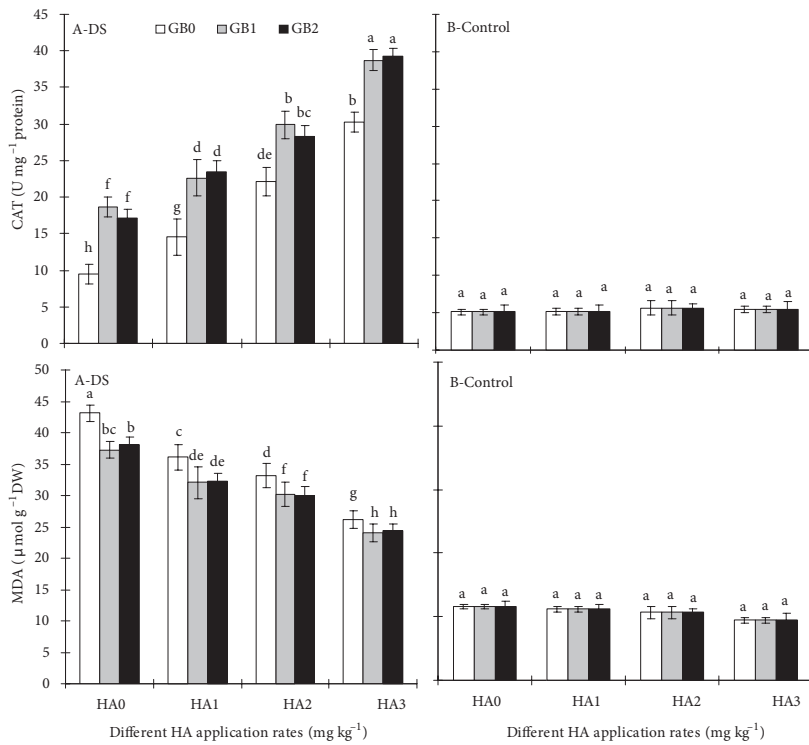 A-DS
GB0 GB1 GB2
CAT (U mg⁻¹ protein)
45
40
35
30
25
20
15
10
5
0
h f f
g d d
de b bc
b a a
B-Control
a a a
a a a
a a a
a a a
A-DS
MDA (µmol g⁻¹ DW)
50
45
40
35
30
25
20
15
10
5
0
a bc b
c de de
d f f
g h h
HA0 HA1 HA2 HA3
Different HA application rates (mg kg⁻¹)
B-Control
a a a
a a a
a a a
a a a
HA0 HA1 HA2 HA3
Different HA application rates (mg kg⁻¹)